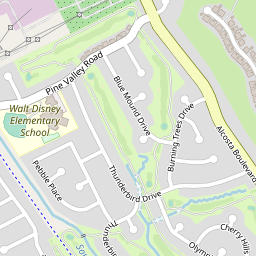 Pine Valley Road
Blue Mound Drive
Walt Disney
Elementary
School
Burning Trees Drive
Alcosta Boulevard
Pebble Place
Thunderbird Drive
Cherry Hills